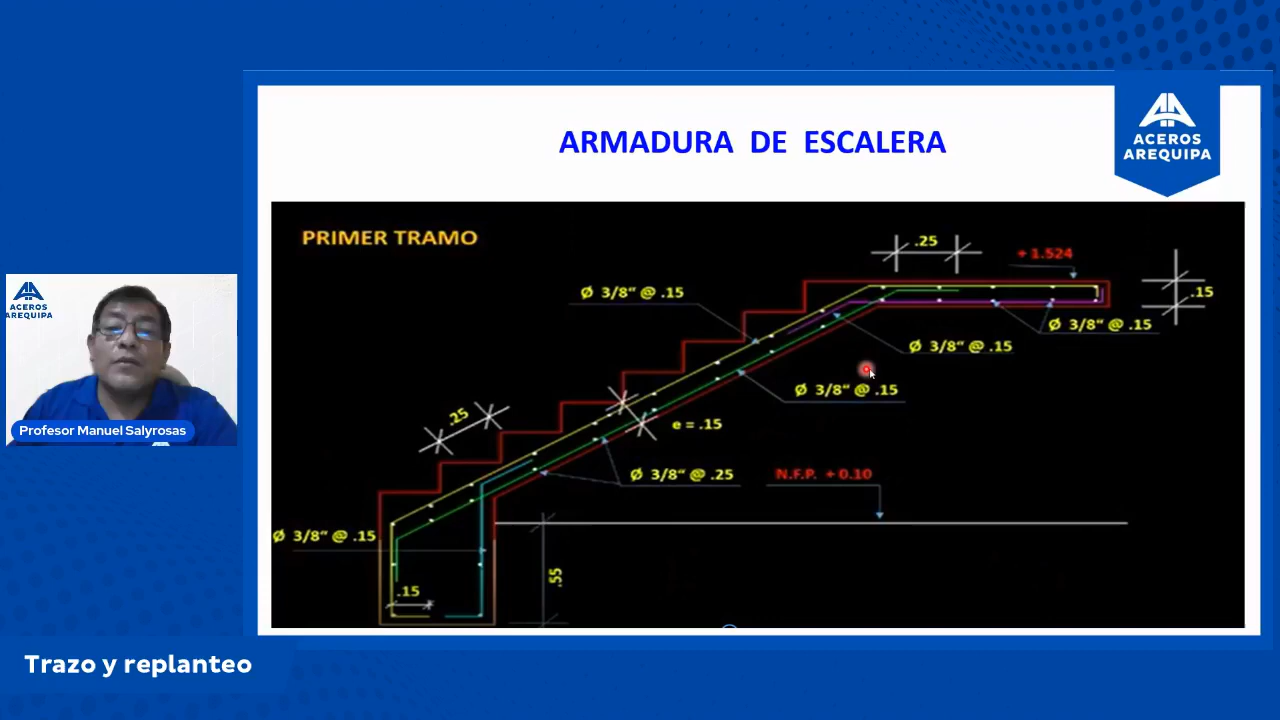 ARMADURA DE ESCALERA
ACEROS
AREQUIPA
PRIMER TRAMO
.25
+ 1.524
Ø 3/8" @ .15
.15
Ø 3/8" @ .15
Ø 3/8" @ .15
Ø 3/8" @ .15
.25
e = .15
Ø 3/8" @ .25
N.F.P. + 0.10
Ø 3/8" @ .15
.55
.15
ACEROS
AREQUIPA
Profesor Manuel Salyrosas
Trazo y replanteo